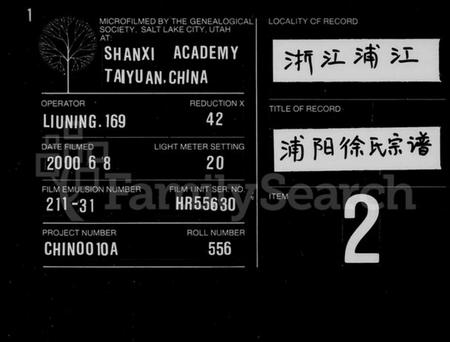 1
MICROFILMED BY THE GENEALOGICAL
SOCIETY, SALT LAKE CITY, UTAH
AT:
SHANXI ACADEMY
TAIYUAN.CHINA
OPERATOR REDUCTION X
LIUNING.169 42
DATE FILMED LIGHT METER SETTING
2000 6 8 20
FILM EMULSION NUMBER FILM UNIT SER. NO.
211-31 HR55630
PROJECT NUMBER ROLL NUMBER
CHIN0010A 556
LOCALITY OF RECORD
浙江浦江
TITLE OF RECORD
浦阳徐氏宗谱
ITEM
2
FamilySearch